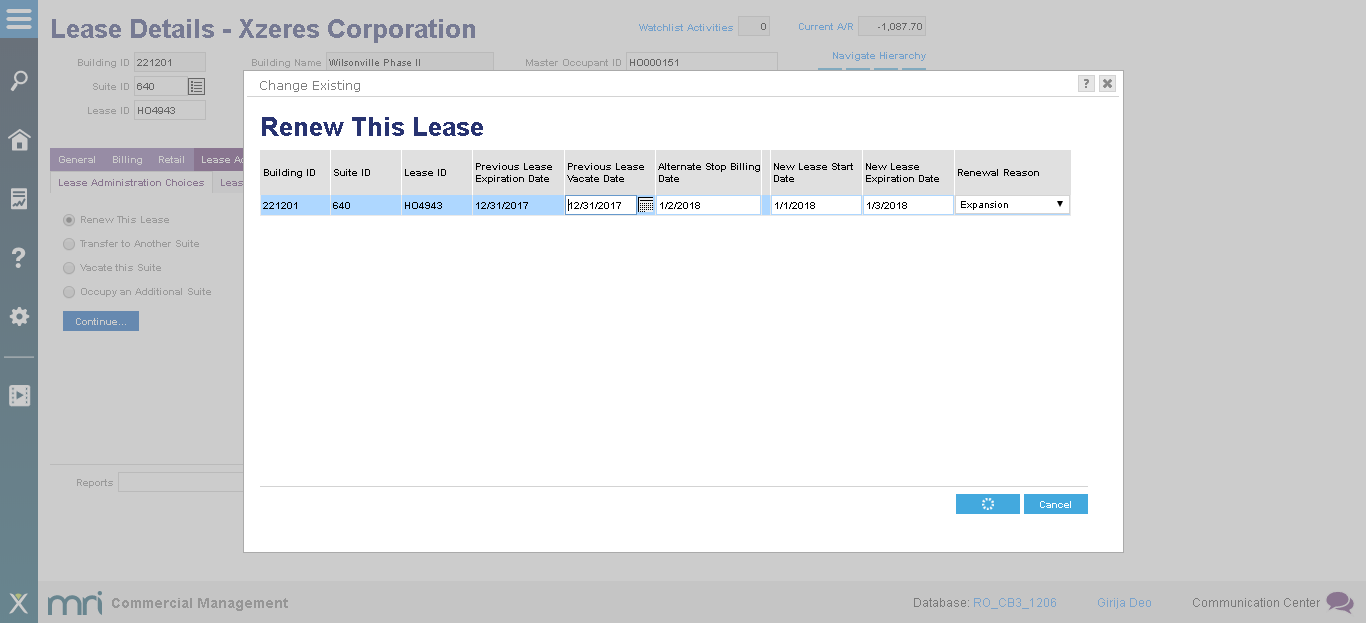 Lease Details - Xzeres Corporation
Watchlist Activities 0 Current A/R -1,087.70
Navigate Hierarchy
Building ID 221201 Building Name Wilsonville Phase II Master Occupant ID HO000151
Suite ID 640
Lease ID HO4943
General Billing Retail Lease Ad
Lease Administration Choices Leas
Renew This Lease
Transfer to Another Suite
Vacate this Suite
Occupy an Additional Suite
Continue...
Reports
Change Existing ?
Renew This Lease
Building ID Suite ID Lease ID Previous Lease Expiration Date Previous Lease Vacate Date Alternate Stop Billing Date New Lease Start Date New Lease Expiration Date Renewal Reason
221201 640 HO4943 12/31/2017 12/31/2017 1/2/2018 1/1/2018 1/3/2018 Expansion
Cancel
?
mri Commercial Management Database: RO_CB3_1206 Girija Deo Communication Center